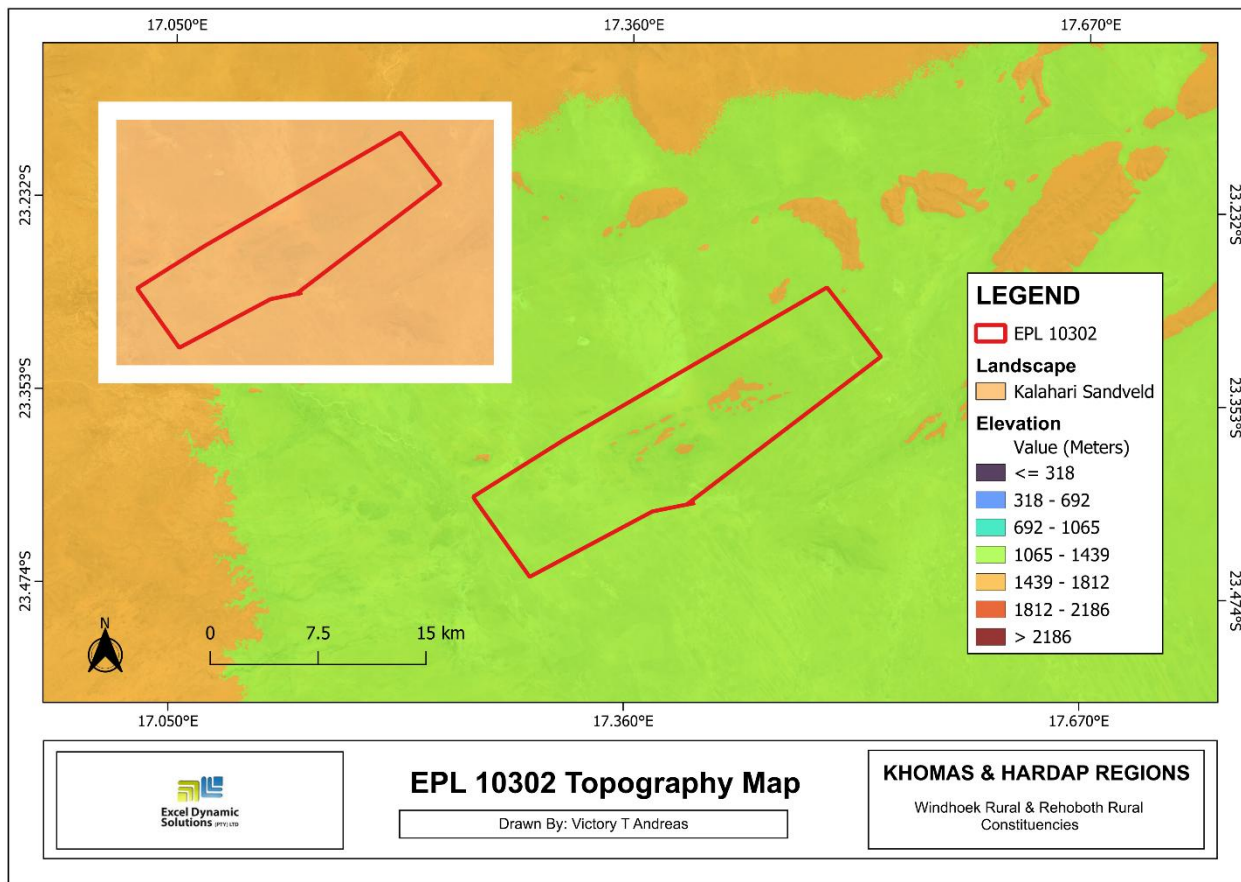 17.050°E
17.360°E
17.670°E
23.232°S
23.353°S
23.474°S
23.232°S
23.353°S
23.474°S
LEGEND
EPL 10302
Landscape
Kalahari Sandveld
Elevation
Value (Meters)
<= 318
318 - 692
692 - 1065
1065 - 1439
1439 - 1812
1812 - 2186
> 2186
N
0 7.5 15 km
17.050°E
17.360°E
17.670°E
Excel Dynamic
Solutions (PTY) LTD
EPL 10302 Topography Map
Drawn By: Victory T Andreas
KHOMAS & HARDAP REGIONS
Windhoek Rural & Rehoboth Rural
Constituencies